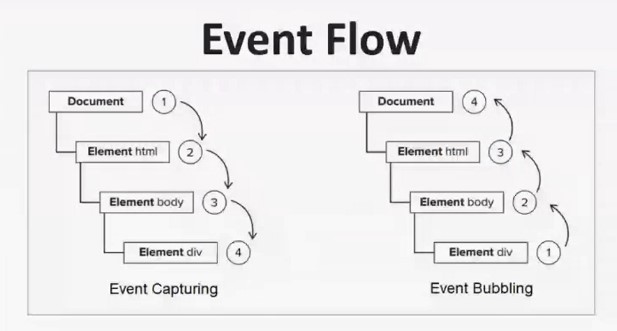 Event Flow
Document 1
Element html 2
Element body 3
Element div 4
Event Capturing
Document 4
Element html 3
Element body 2
Element div 1
Event Bubbling